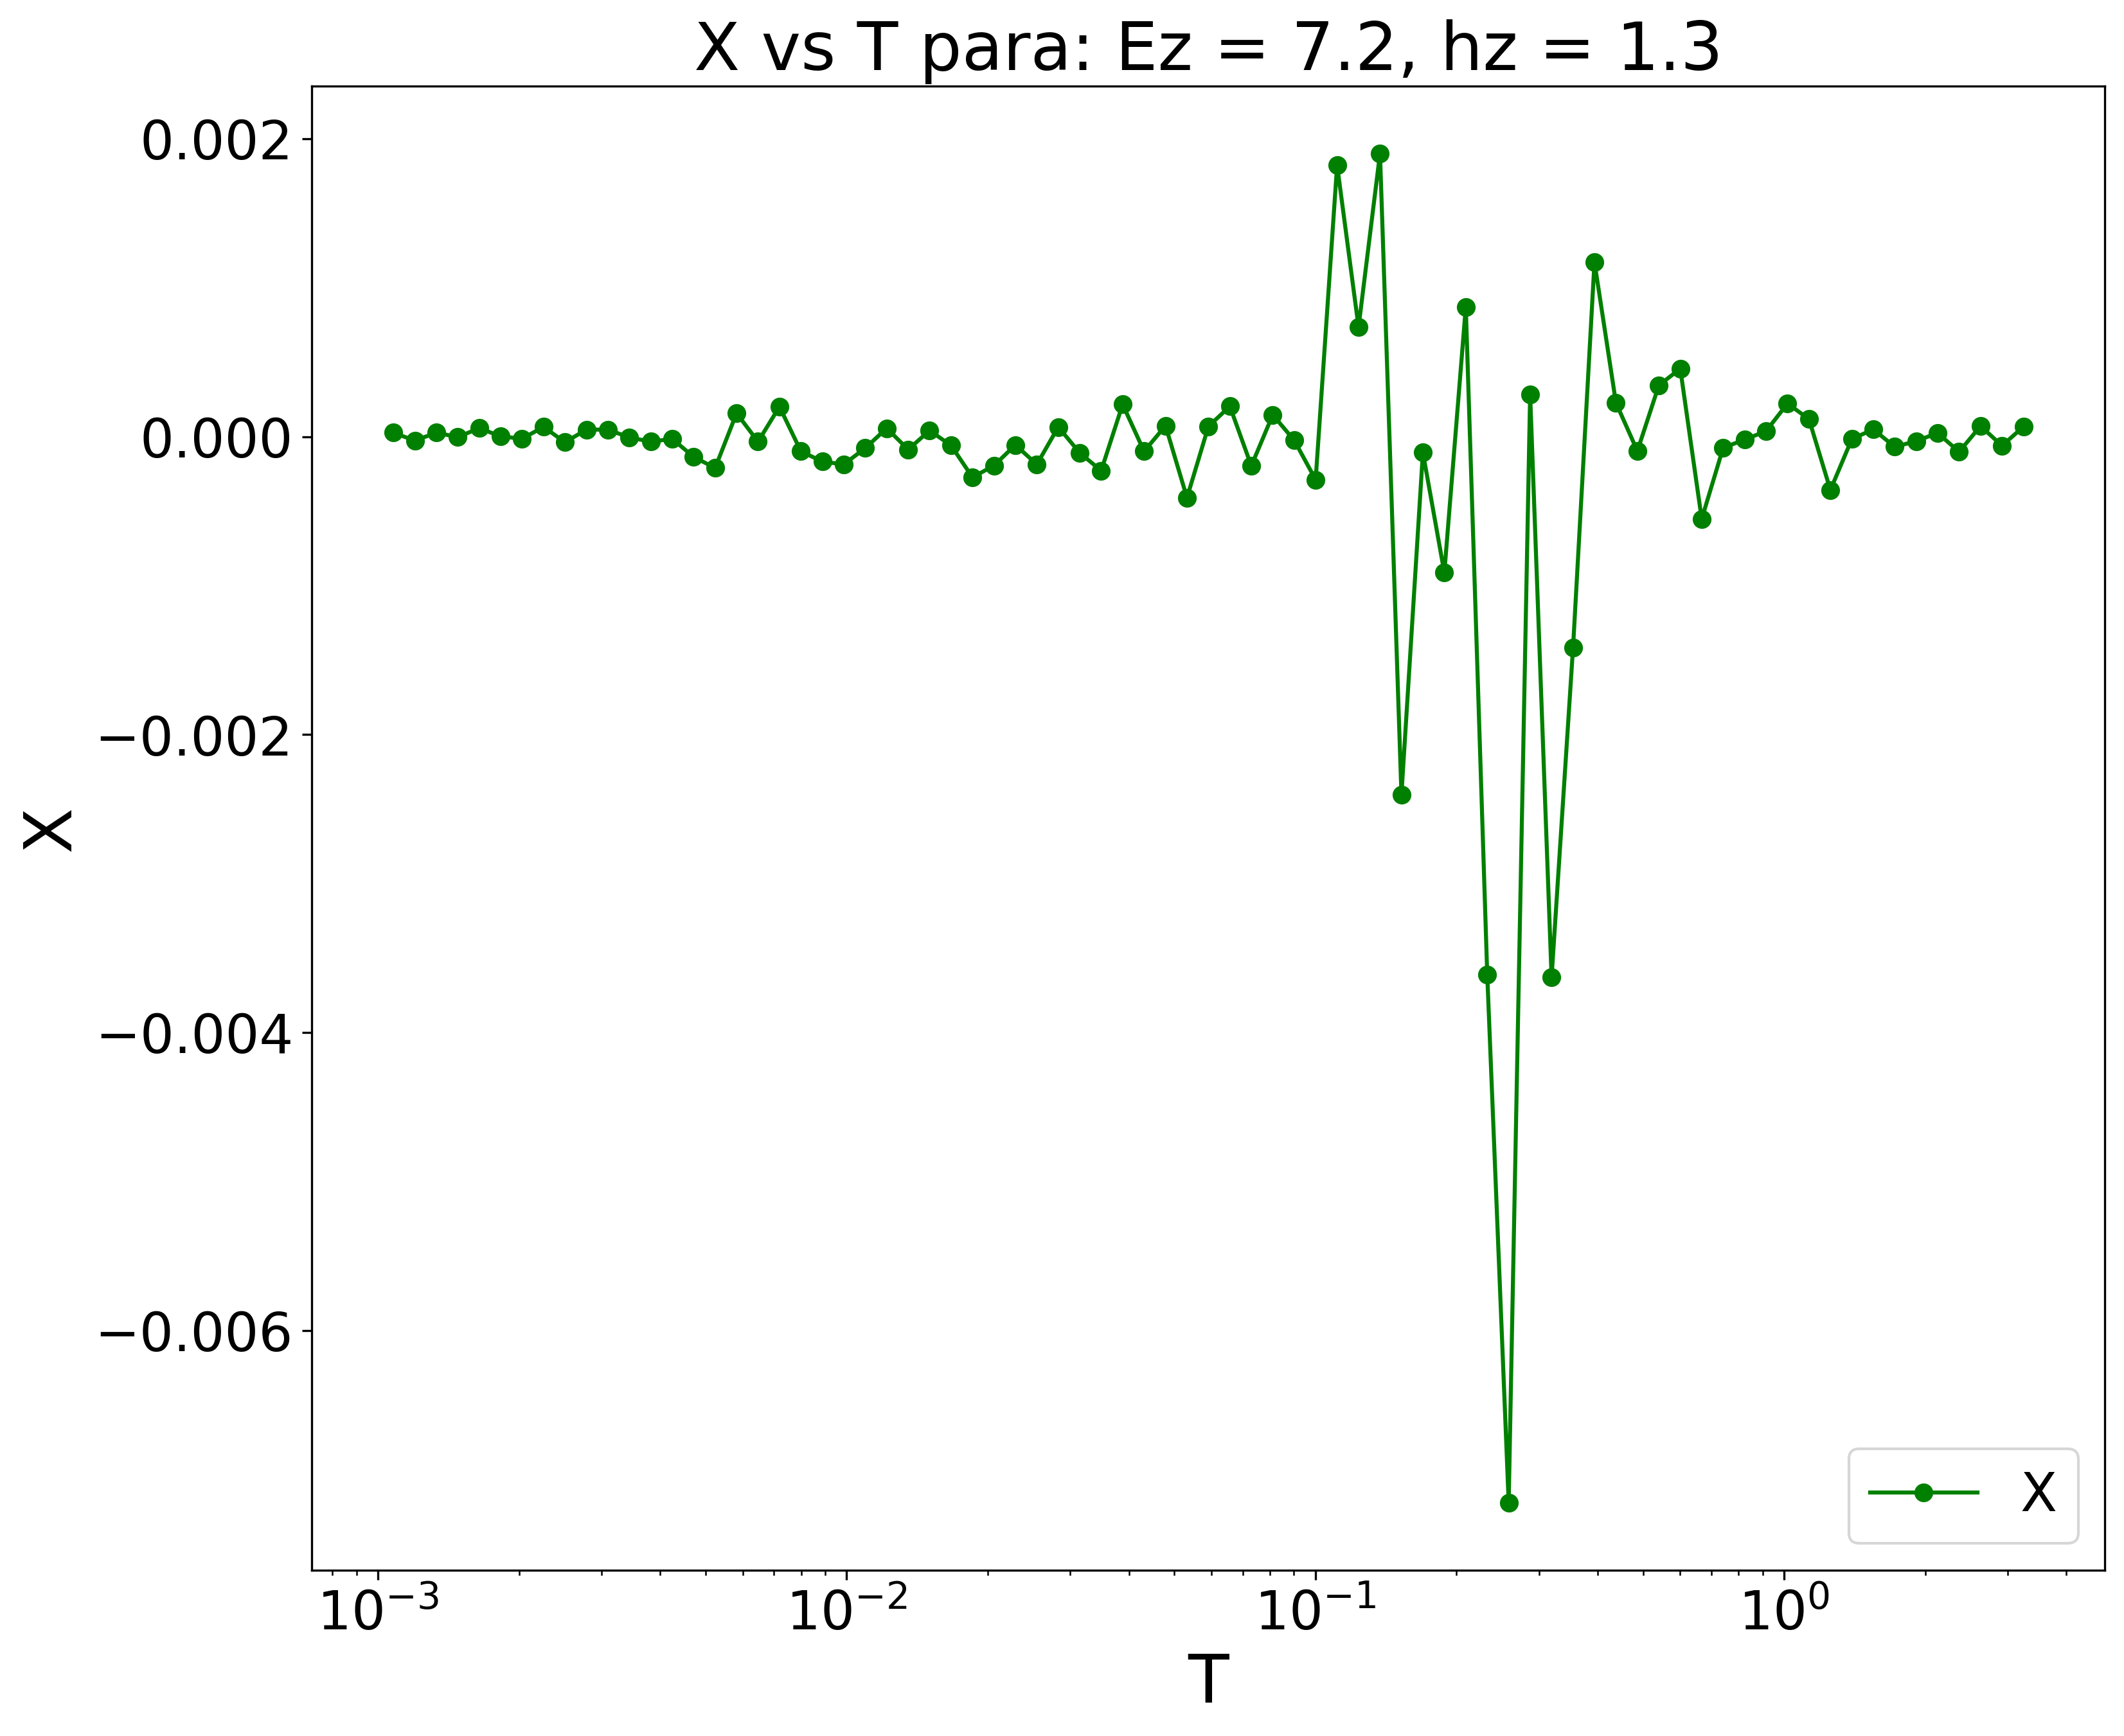 X vs T para: Ez = 7.2, hz = 1.3
0.002
0.000
−0.002
−0.004
−0.006
X
X
10⁻³ 10⁻² 10⁻¹ 10⁰
T